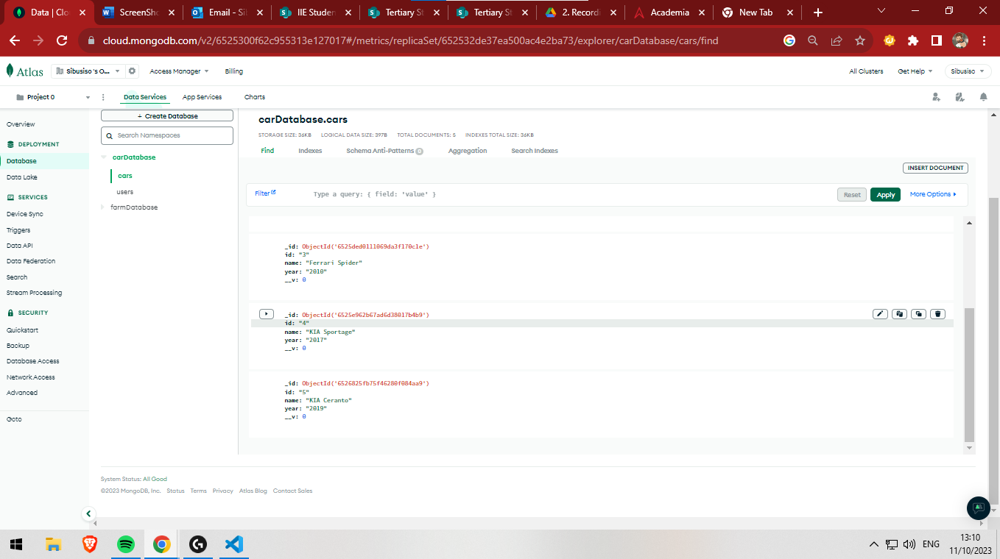 Data | Clo
ScreenSho
Email - Si
IIE Studen
Tertiary St
Tertiary St
2. Recordi
Academia
New Tab
cloud.mongodb.com/v2/6525300f62c955313e127017#/metrics/replicaSet/652532de37ea500ac4e2ba73/explorer/carDatabase/cars/find
Atlas
Sibusiso 's O...
Access Manager
Billing
All Clusters
Get Help
Sibusiso
Project 0
Data Services
App Services
Charts
Overview
DEPLOYMENT
Database
Data Lake
SERVICES
Device Sync
Triggers
Data API
Data Federation
Search
Stream Processing
SECURITY
Quickstart
Backup
Database Access
Network Access
Advanced
Goto
+ Create Database
Search Namespaces
carDatabase
cars
users
farmDatabase
carDatabase.cars
STORAGE SIZE: 36KB LOGICAL DATA SIZE: 397B TOTAL DOCUMENTS: 5 INDEXES TOTAL SIZE: 36KB
Find
Indexes
Schema Anti-Patterns 0
Aggregation
Search Indexes
INSERT DOCUMENT
Filter
Type a query: { field: 'value' }
Reset
Apply
More Options
_id: ObjectId('6525ded0111069da3f170c1e')
id: "3"
name: "Ferrari Spider"
year: "2010"
__v: 0
_id: ObjectId('6525e962b67ad6d38017b4b9')
id: "4"
name: "KIA Sportage"
year: "2017"
__v: 0
_id: ObjectId('6526825fb75f46280f084aa9')
id: "5"
name: "KIA Ceranto"
year: "2019"
__v: 0
System Status: All Good
©2023 MongoDB, Inc. Status Terms Privacy Atlas Blog Contact Sales
ENG
13:10
11/10/2023